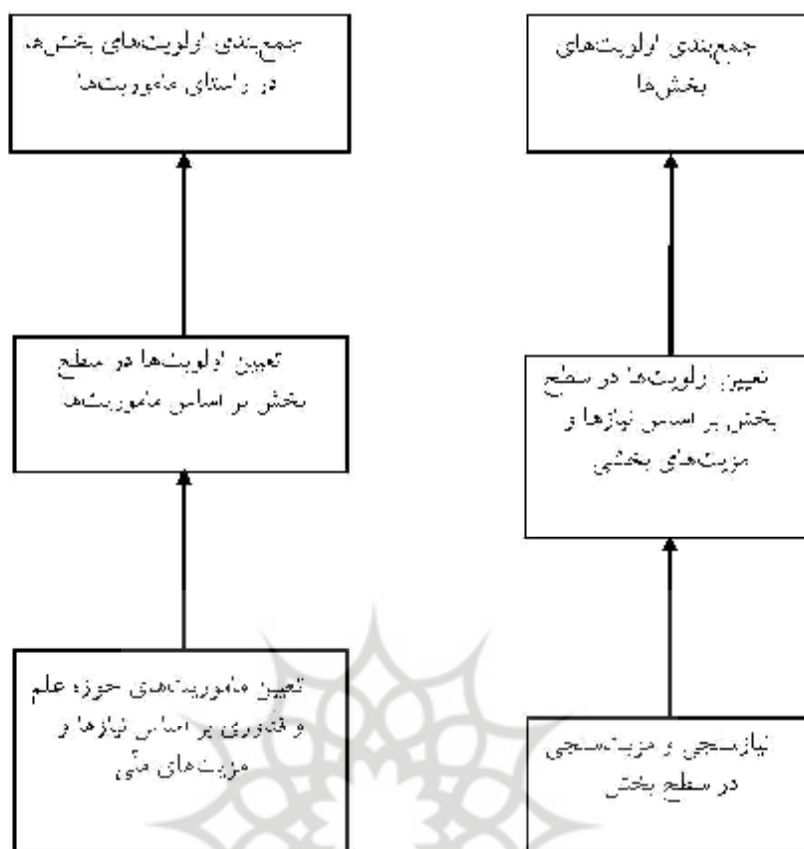 جمع‌بندی اولویت‌های
بخش‌ها
تعیین اولویت‌ها در سطح
بخش بر اساس نیازها و
مزیت‌های بخشی
نیازسنجی و مزیت‌سنجی
در سطح بخش
جمع‌بندی اولویت‌های بخش‌ها
در راستای ماموریت‌ها
تعیین اولویت‌ها در سطح
بخش بر اساس ماموریت‌ها
تعیین ماموریت‌های حوزه علم
و فناوری بر اساس نیازها و
مزیت‌های ملّی